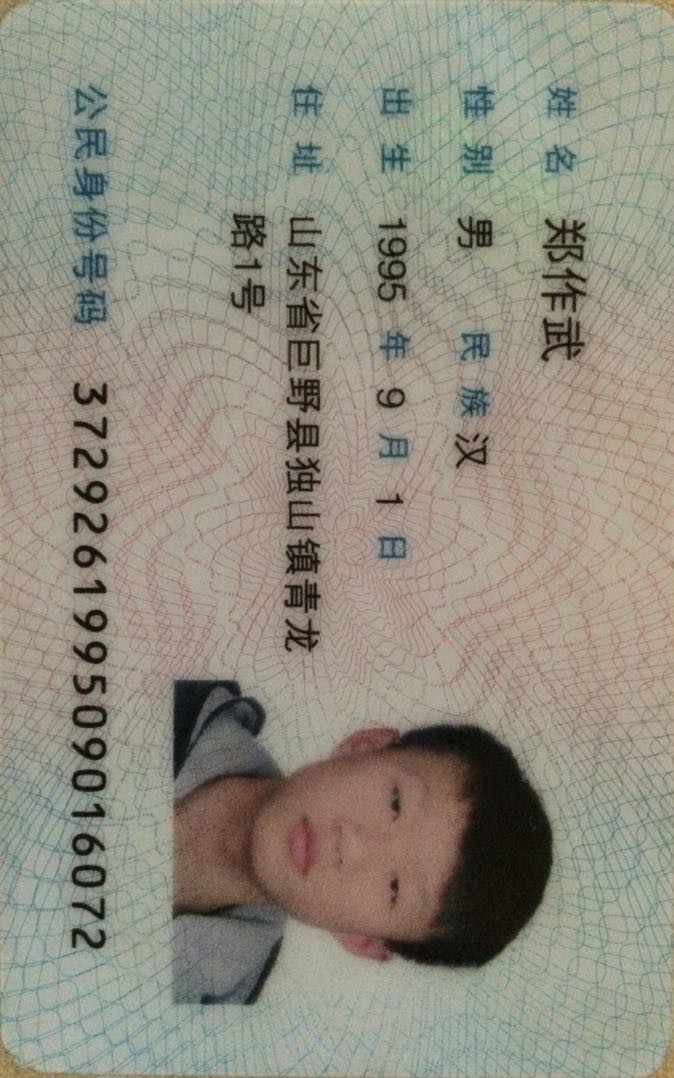 姓名 郑作武
性别 男 民族 汉
出生 1995 年 9 月 1 日
住址 山东省巨野县独山镇青龙
路1号
公民身份号码 372926199509016072